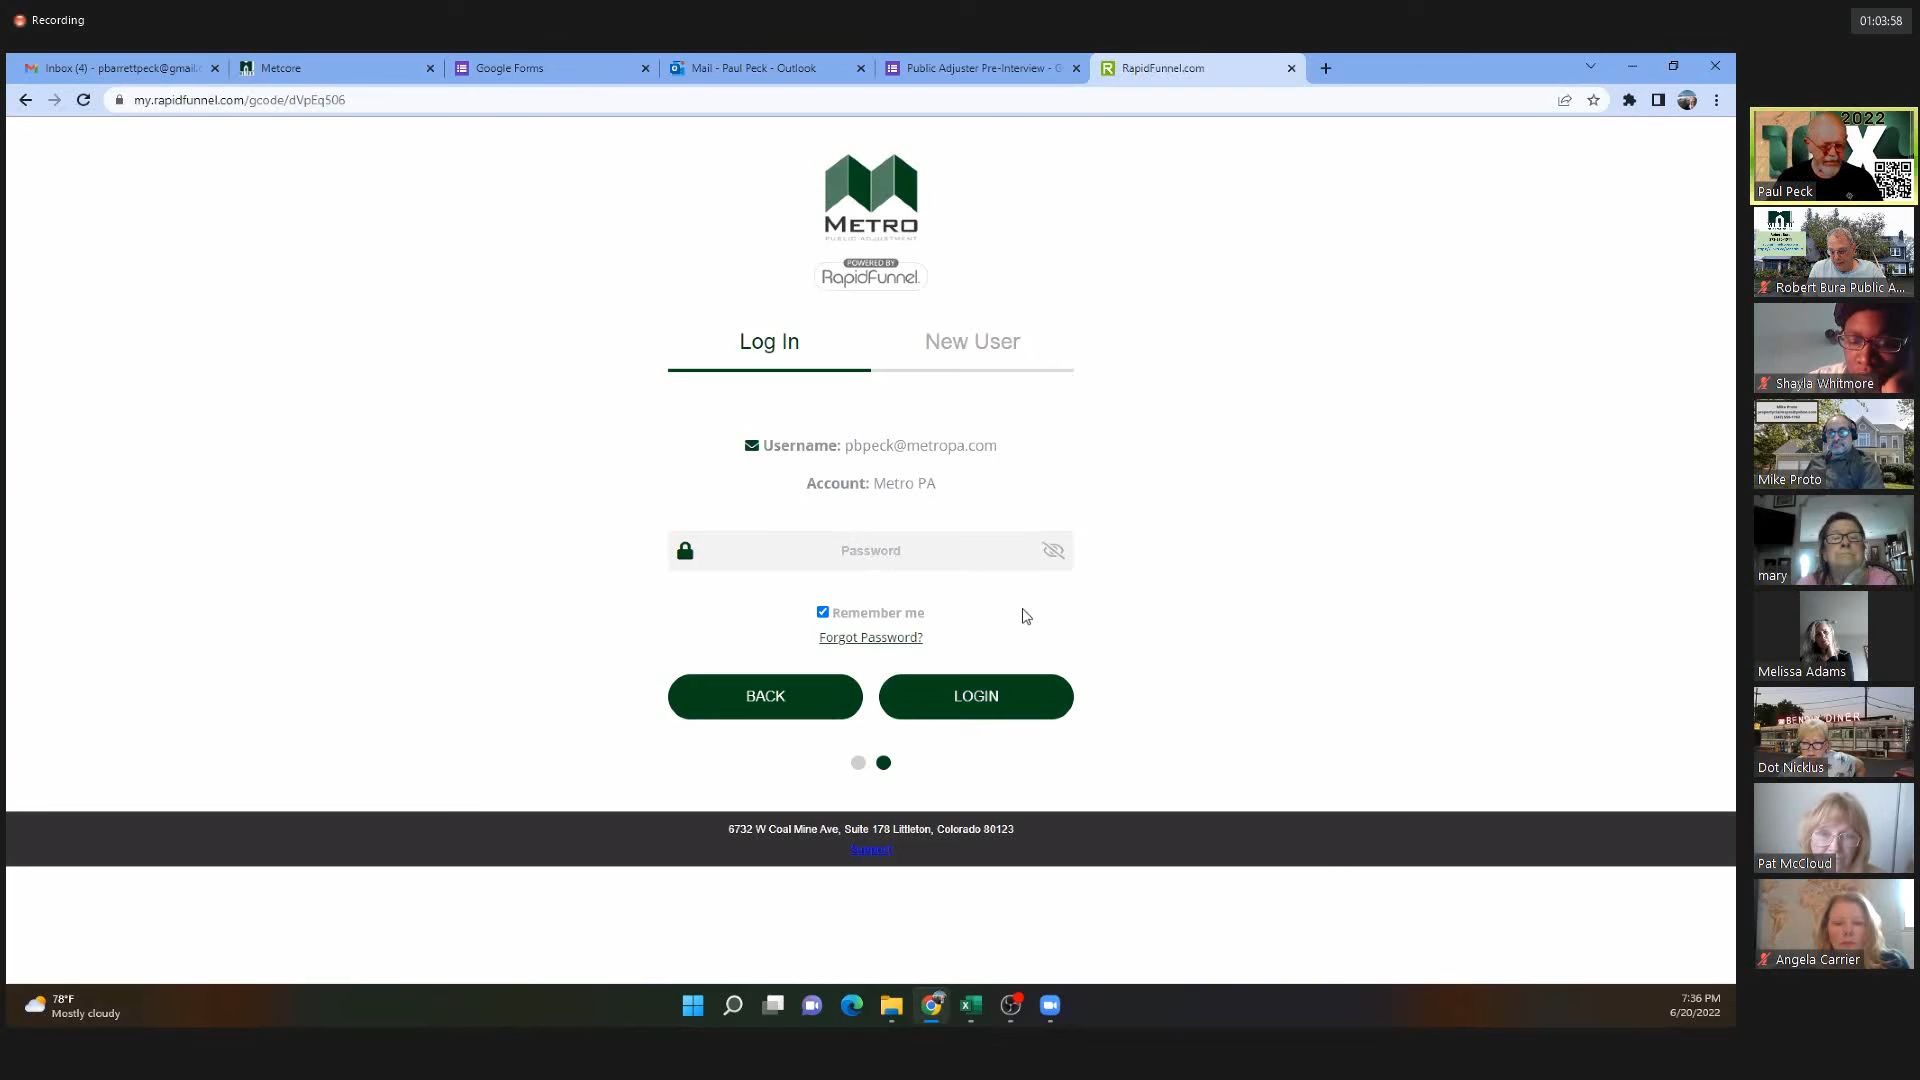 Recording
01:03:58
Inbox (4) - pbarrettpeck@gmail.c
Metcore
Google Forms
Mail - Paul Peck - Outlook
Public Adjuster Pre-Interview - G
RapidFunnel.com
my.rapidfunnel.com/gcode/dVpEq506
METRO
PUBLIC ADJUSTMENT
POWERED BY
RapidFunnel
Log In
New User
Username: pbpeck@metropa.com
Account: Metro PA
Password
Remember me
Forgot Password?
BACK
LOGIN
6732 W Coal Mine Ave, Suite 178 Littleton, Colorado 80123
Support
78°F
Mostly cloudy
7:36 PM
6/20/2022
2022
Paul Peck
Robert Bura Public A...
Shayla Whitmore
Mike Proto
mary
Melissa Adams
DINER
Dot Nicklus
Pat McCloud
Angela Carrier